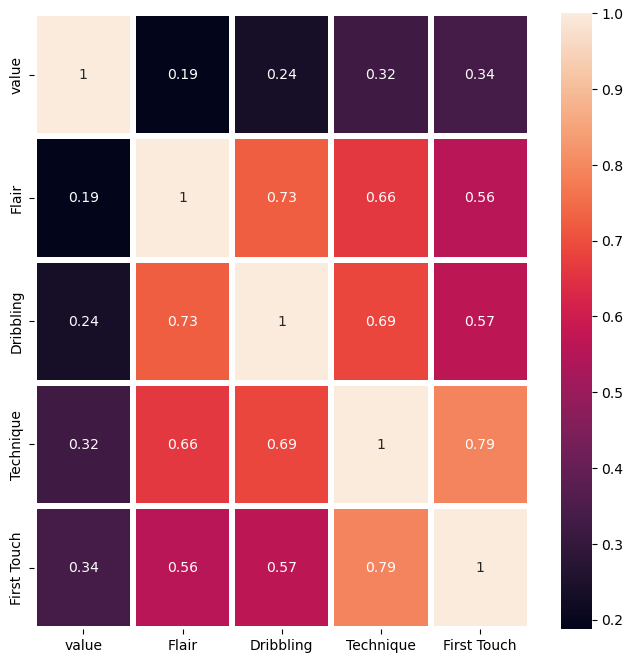 value 1 0.19 0.24 0.32 0.34
Flair 0.19 1 0.73 0.66 0.56
Dribbling 0.24 0.73 1 0.69 0.57
Technique 0.32 0.66 0.69 1 0.79
First Touch 0.34 0.56 0.57 0.79 1
value Flair Dribbling Technique First Touch
1.0
0.9
0.8
0.7
0.6
0.5
0.4
0.3
0.2